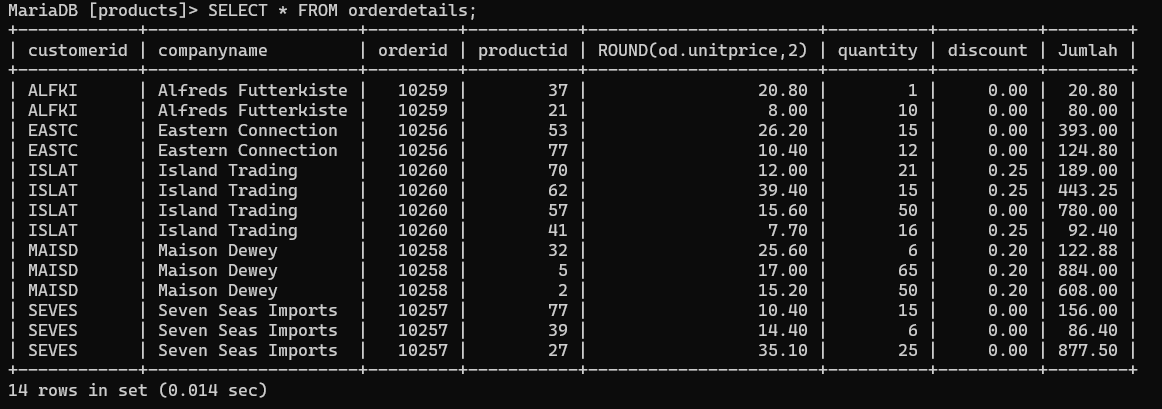 MariaDB [products]> SELECT * FROM orderdetails;
+------------+---------------------+---------+-----------+-----------------------+----------+----------+--------+
| customerid | companyname         | orderid | productid | ROUND(od.unitprice,2) | quantity | discount | Jumlah |
+------------+---------------------+---------+-----------+-----------------------+----------+----------+--------+
| ALFKI      | Alfreds Futterkiste |   10259 |        37 |                 20.80 |        1 |     0.00 |  20.80 |
| ALFKI      | Alfreds Futterkiste |   10259 |        21 |                  8.00 |       10 |     0.00 |  80.00 |
| EASTC      | Eastern Connection  |   10256 |        53 |                 26.20 |       15 |     0.00 | 393.00 |
| EASTC      | Eastern Connection  |   10256 |        77 |                 10.40 |       12 |     0.00 | 124.80 |
| ISLAT      | Island Trading      |   10260 |        70 |                 12.00 |       21 |     0.25 | 189.00 |
| ISLAT      | Island Trading      |   10260 |        62 |                 39.40 |       15 |     0.25 | 443.25 |
| ISLAT      | Island Trading      |   10260 |        57 |                 15.60 |       50 |     0.00 | 780.00 |
| ISLAT      | Island Trading      |   10260 |        41 |                  7.70 |       16 |     0.25 |  92.40 |
| MAISD      | Maison Dewey        |   10258 |        32 |                 25.60 |        6 |     0.20 | 122.88 |
| MAISD      | Maison Dewey        |   10258 |         5 |                 17.00 |       65 |     0.20 | 884.00 |
| MAISD      | Maison Dewey        |   10258 |         2 |                 15.20 |       50 |     0.20 | 608.00 |
| SEVES      | Seven Seas Imports  |   10257 |        77 |                 10.40 |       15 |     0.00 | 156.00 |
| SEVES      | Seven Seas Imports  |   10257 |        39 |                 14.40 |        6 |     0.00 |  86.40 |
| SEVES      | Seven Seas Imports  |   10257 |        27 |                 35.10 |       25 |     0.00 | 877.50 |
+------------+---------------------+---------+-----------+-----------------------+----------+----------+--------+
14 rows in set (0.014 sec)